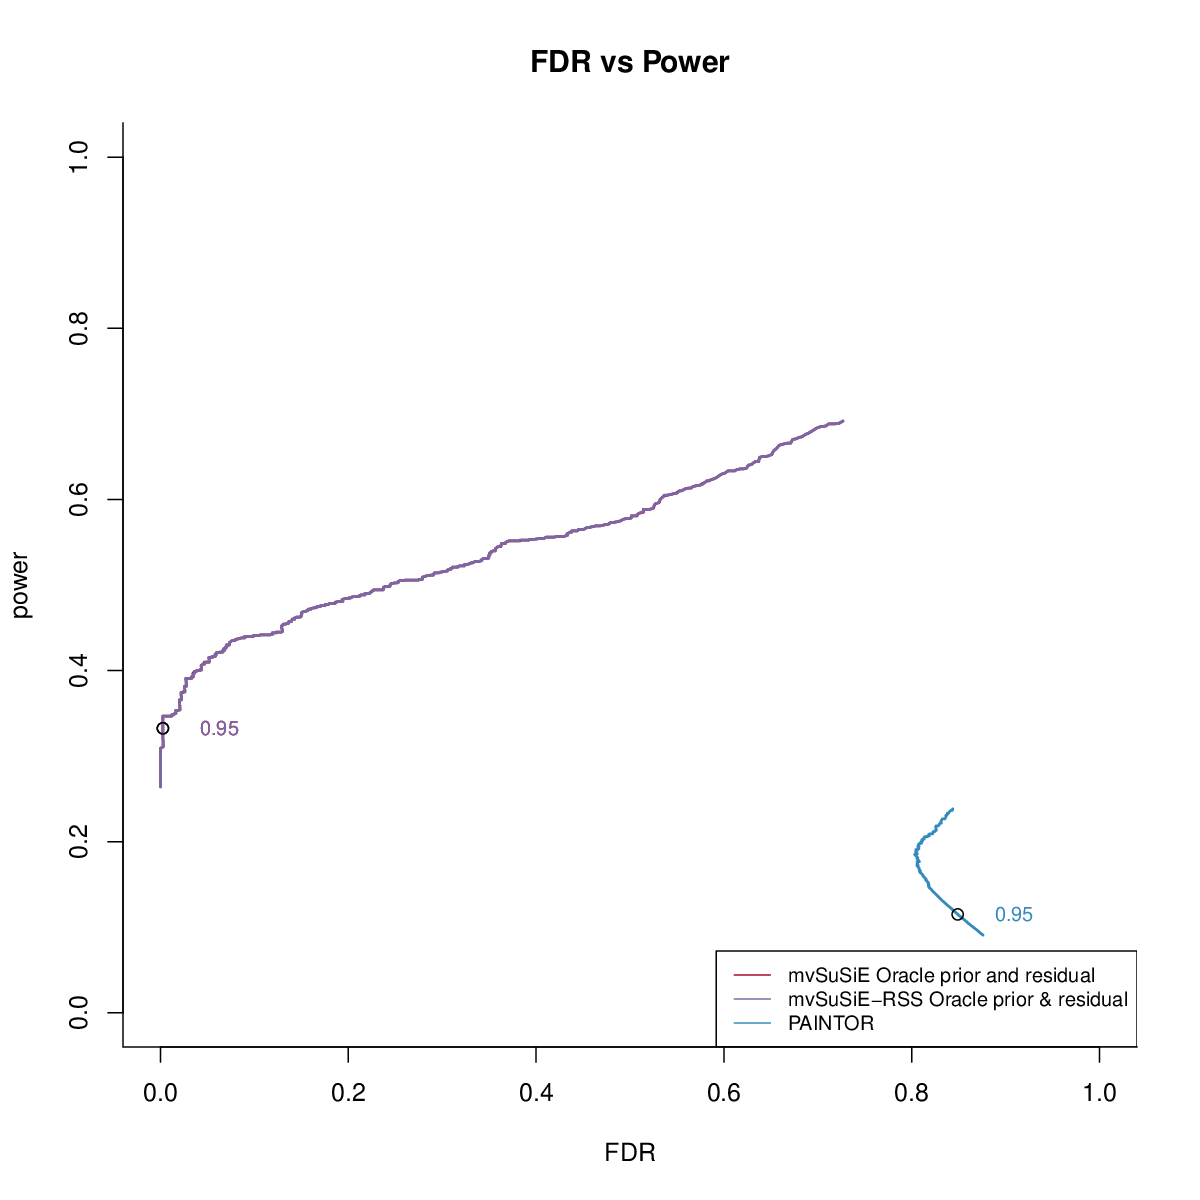 FDR vs Power
power
1.0
0.8
0.6
0.4
0.2
0.0
0.95
0.95
mvSuSiE Oracle prior and residual
mvSuSiE−RSS Oracle prior & residual
PAINTOR
0.0 0.2 0.4 0.6 0.8 1.0
FDR